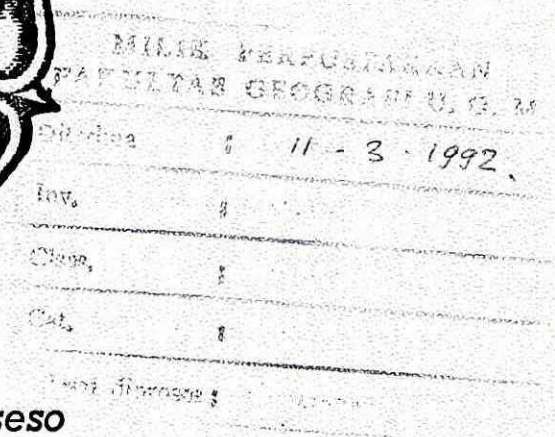 MILIK PERPUSTAKAAN
FAKULTAS GEOGRAFI U. G. M
Diterima : 11 - 3 - 1992.
Inv. :
Class. :
Cat. :
:
seso